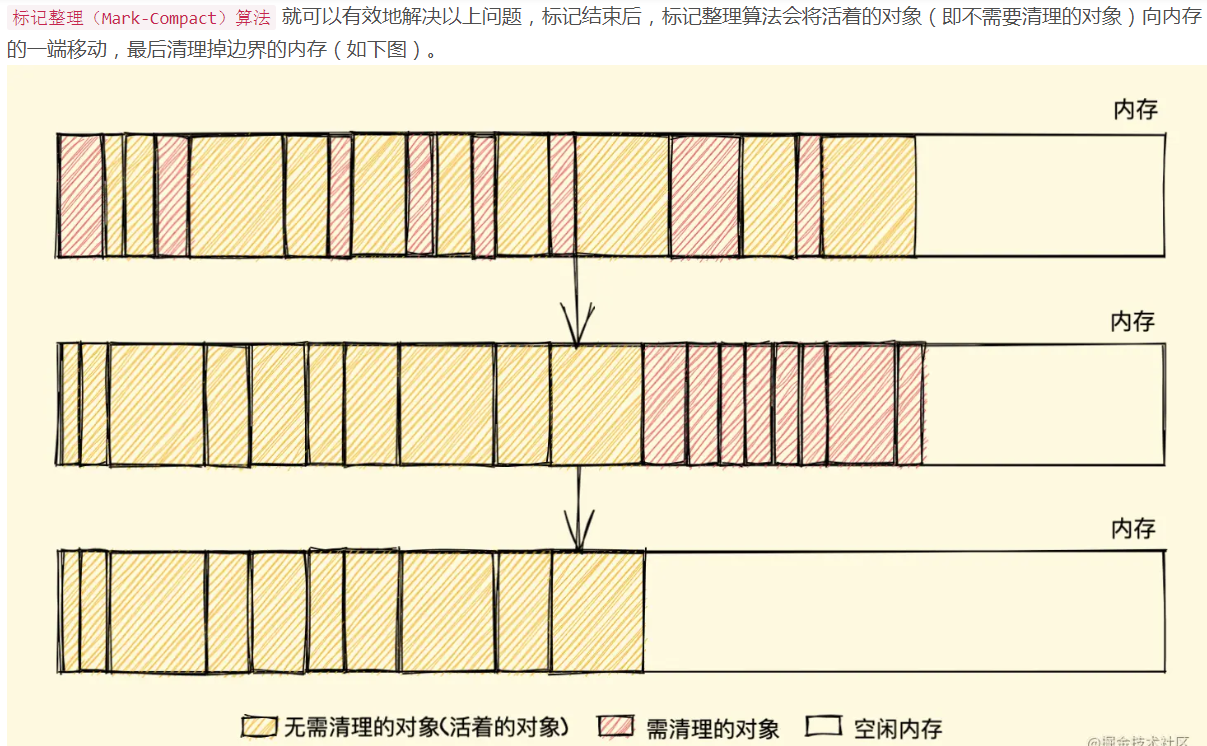 标记整理（Mark-Compact）算法 就可以有效地解决以上问题，标记结束后，标记整理算法会将活着的对象（即不需要清理的对象）向内存
的一端移动，最后清理掉边界的内存（如下图）。
内存
内存
内存
无需清理的对象(活着的对象) 需清理的对象 空闲内存
@掘金技术社区